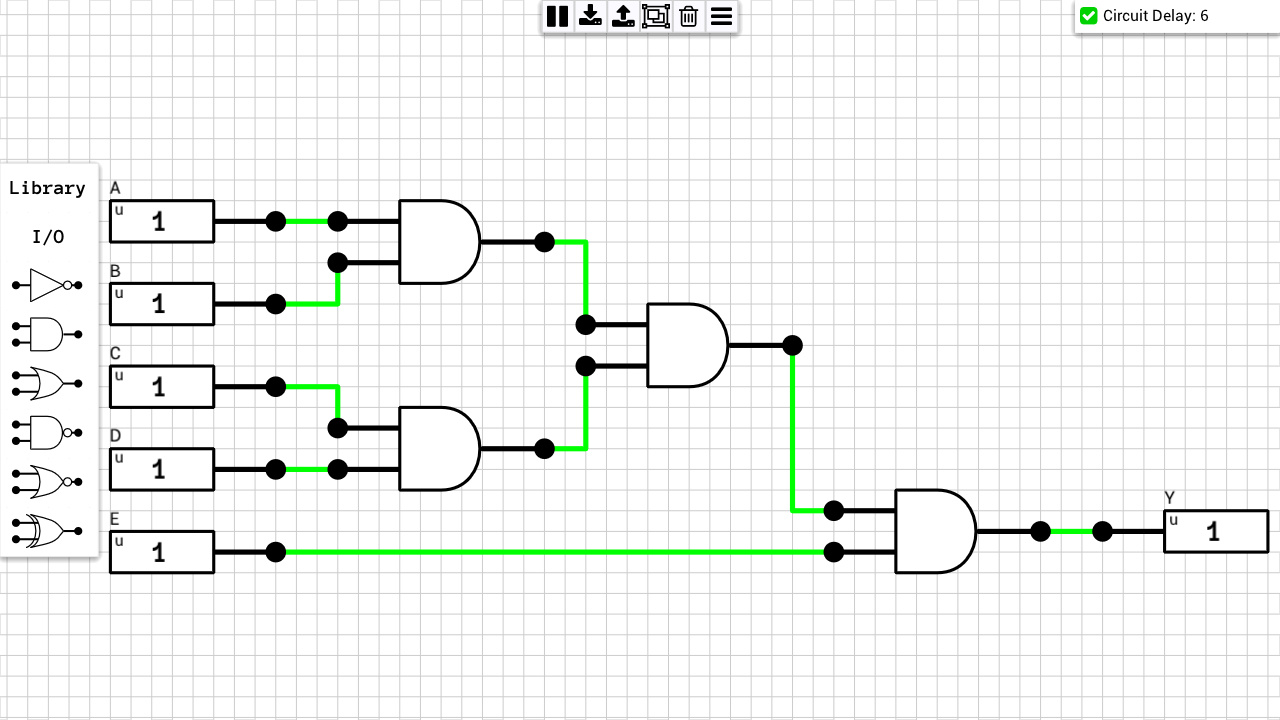 Circuit Delay: 6
Library
I/O
A
u 1
B
u 1
C
u 1
D
u 1
E
u 1
Y
u 1